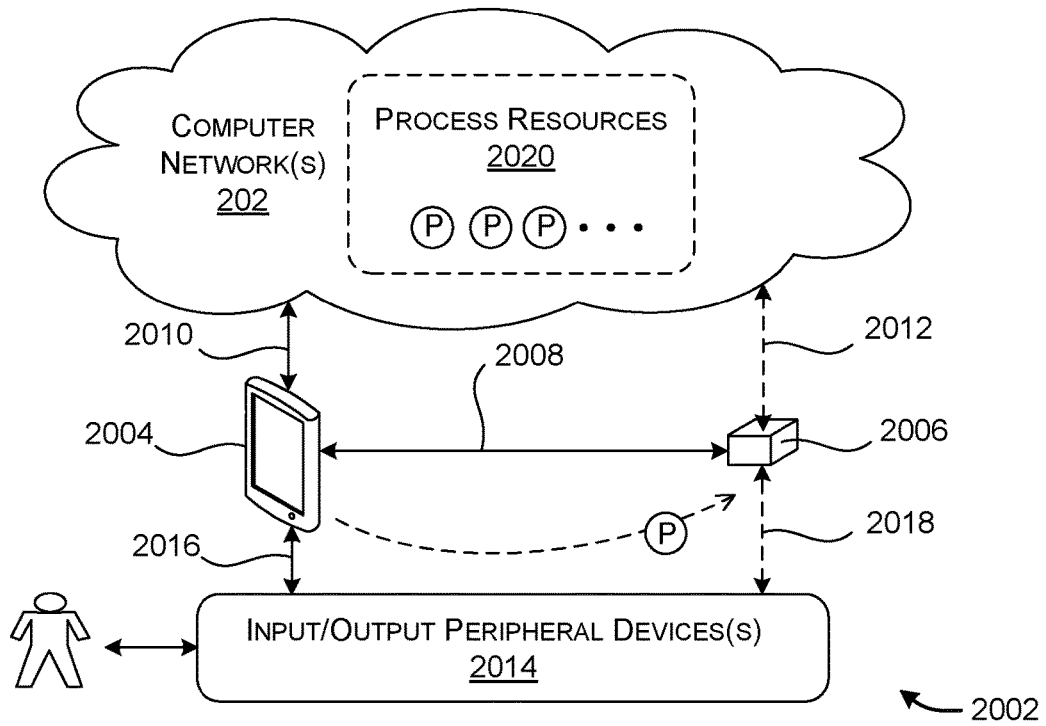 COMPUTER
NETWORK(S)
202
PROCESS RESOURCES
2020
P P P • • •
2010
2008
2012
2004
2006
P
2016
2018
INPUT/OUTPUT PERIPHERAL DEVICES(S)
2014
2002